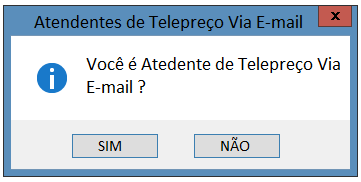 Atendentes de Telepreço Via E-mail
x
Você é Atedente de Telepreço Via
E-mail ?
SIM
NÃO